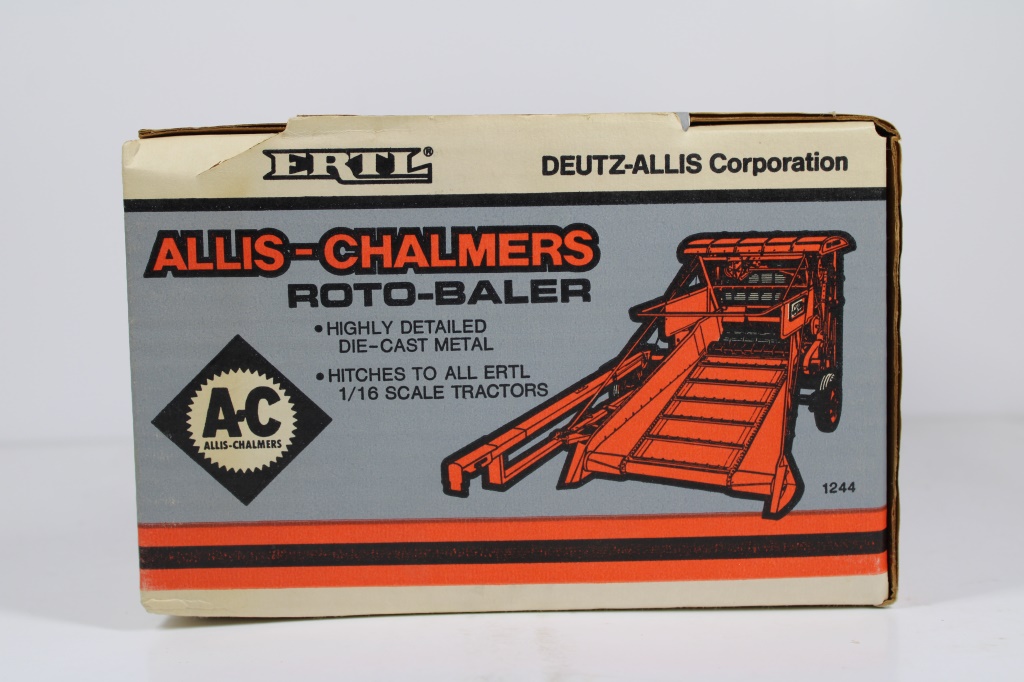 ERTL®
DEUTZ-ALLIS Corporation
ALLIS-CHALMERS
ROTO-BALER
• HIGHLY DETAILED
DIE-CAST METAL
• HITCHES TO ALL ERTL
1/16 SCALE TRACTORS
A-C
ALLIS-CHALMERS
A-C
1244